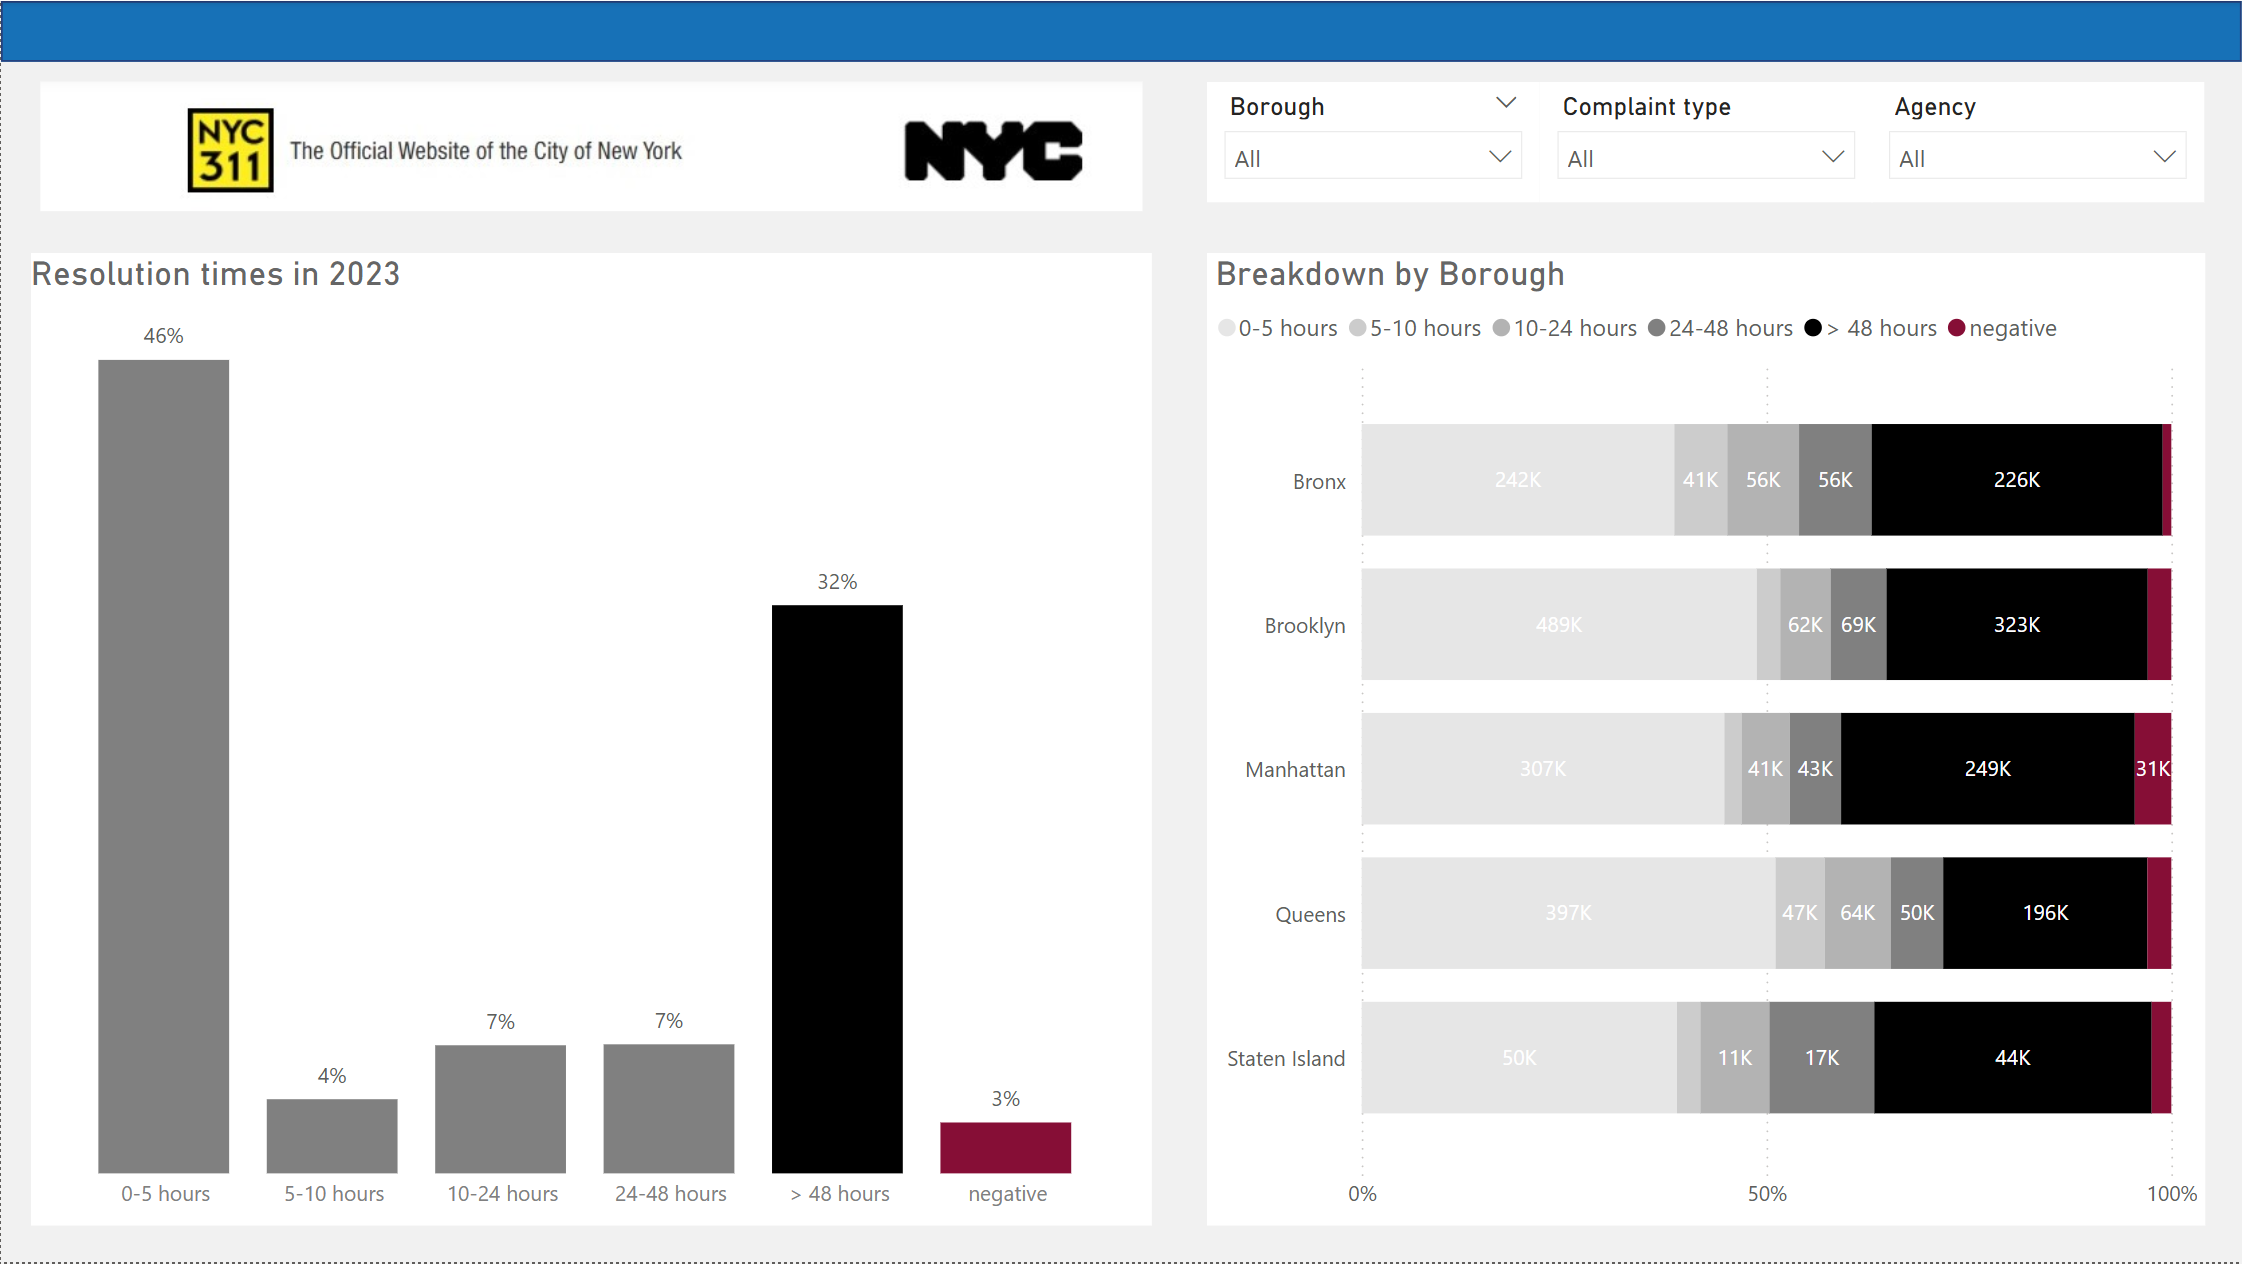 NYC
311
The Official Website of the City of New York
NYC
Borough
All
Complaint type
All
Agency
All
Resolution times in 2023
46%
4%
7%
7%
32%
3%
0-5 hours
5-10 hours
10-24 hours
24-48 hours
> 48 hours
negative
Breakdown by Borough
0-5 hours 5-10 hours 10-24 hours 24-48 hours > 48 hours negative
Bronx 242K 41K 56K 56K 226K
Brooklyn 489K 62K 69K 323K
Manhattan 307K 41K 43K 249K 31K
Queens 397K 47K 64K 50K 196K
Staten Island 50K 11K 17K 44K
0% 50% 100%